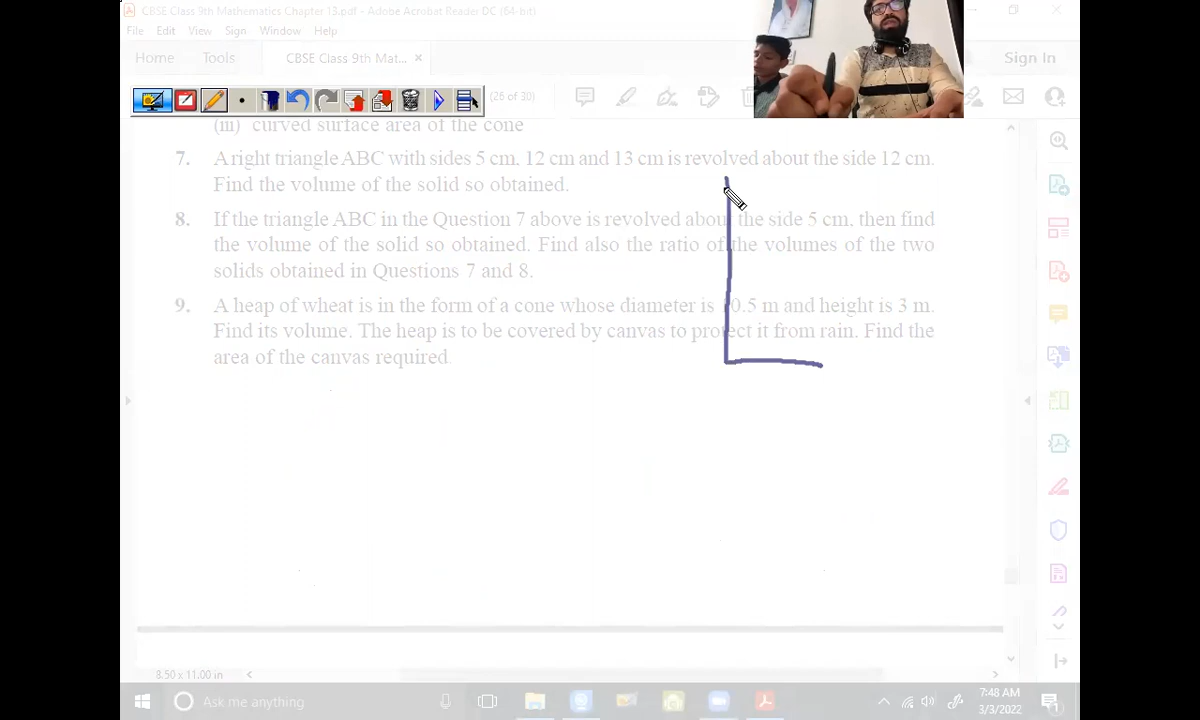 CBSE Class 9th Mathematics Chapter 13.pdf - Adobe Acrobat Reader DC (64-bit)
File Edit View Sign Window Help
Home Tools CBSE Class 9th Mat... × Sign In
(26 of 30)
(iii) curved surface area of the cone
7. A right triangle ABC with sides 5 cm, 12 cm and 13 cm is revolved about the side 12 cm.
Find the volume of the solid so obtained.
8. If the triangle ABC in the Question 7 above is revolved about the side 5 cm, then find
the volume of the solid so obtained. Find also the ratio of the volumes of the two
solids obtained in Questions 7 and 8.
9. A heap of wheat is in the form of a cone whose diameter is 10.5 m and height is 3 m.
Find its volume. The heap is to be covered by canvas to protect it from rain. Find the
area of the canvas required.
8.50 x 11.00 in
Ask me anything
7:48 AM
3/3/2022
1